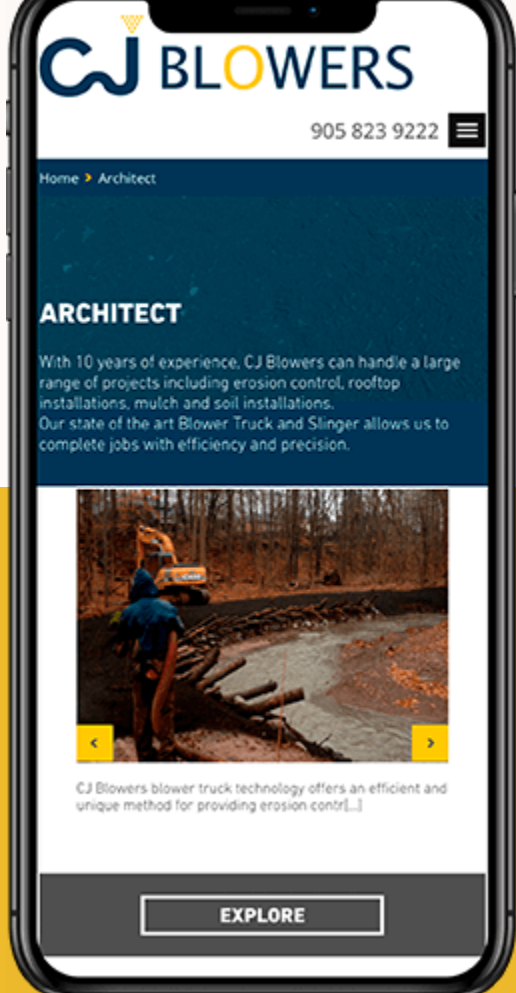 CJ BLOWERS
905 823 9222
Home > Architect
ARCHITECT
With 10 years of experience, CJ Blowers can handle a large
range of projects including erosion control, rooftop
installations, mulch and soil installations.
Our state of the art Blower Truck and Slinger allows us to
complete jobs with efficiency and precision.
CASE
< >
CJ Blowers blower truck technology offers an efficient and
unique method for providing erosion contr[...]
EXPLORE